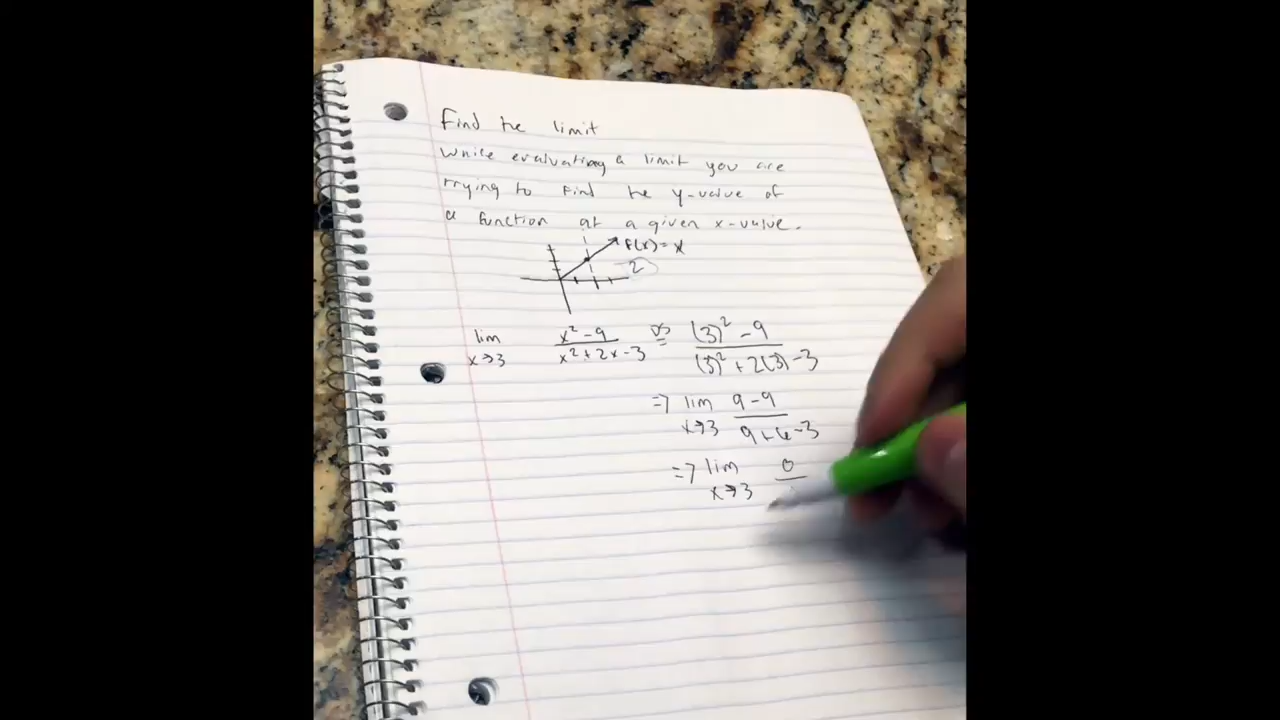 Find the limit
While evaluating a limit you are
trying to find the y-value of
a function at a given x-value.
f(x) = x
2
lim x→3 x² - 9 / x² + 2x - 3 DS = (3)² - 9 / (3)² + 2(3) - 3
=> lim x→3 9 - 9 / 9 + 6 - 3
=> lim x→3 0 /